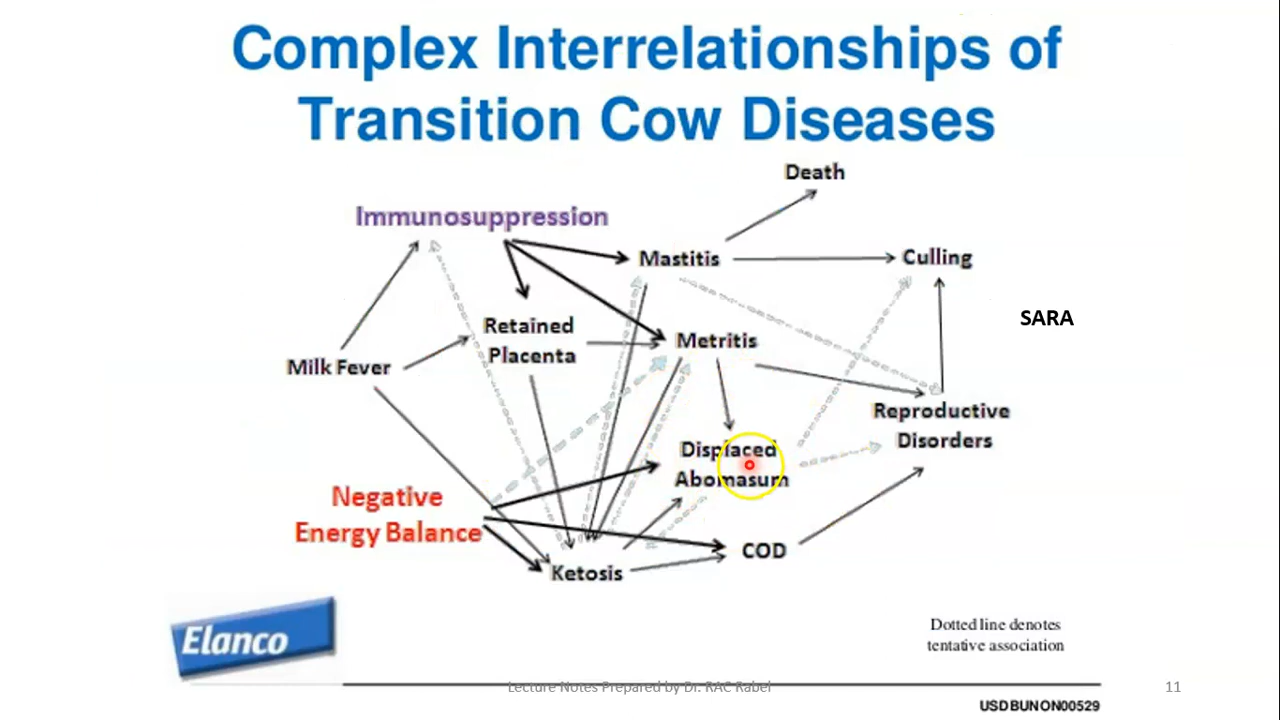 Complex Interrelationships of
Transition Cow Diseases
Death
Immunosuppression
Mastitis
Culling
SARA
Retained
Placenta
Metritis
Milk Fever
Reproductive
Disorders
Displaced
Abomasum
Negative
Energy Balance
COD
Ketosis
Elanco
Dotted line denotes
tentative association
Lecture Notes Prepared by Dr. RAC Rabel
11
USDBUNON00529